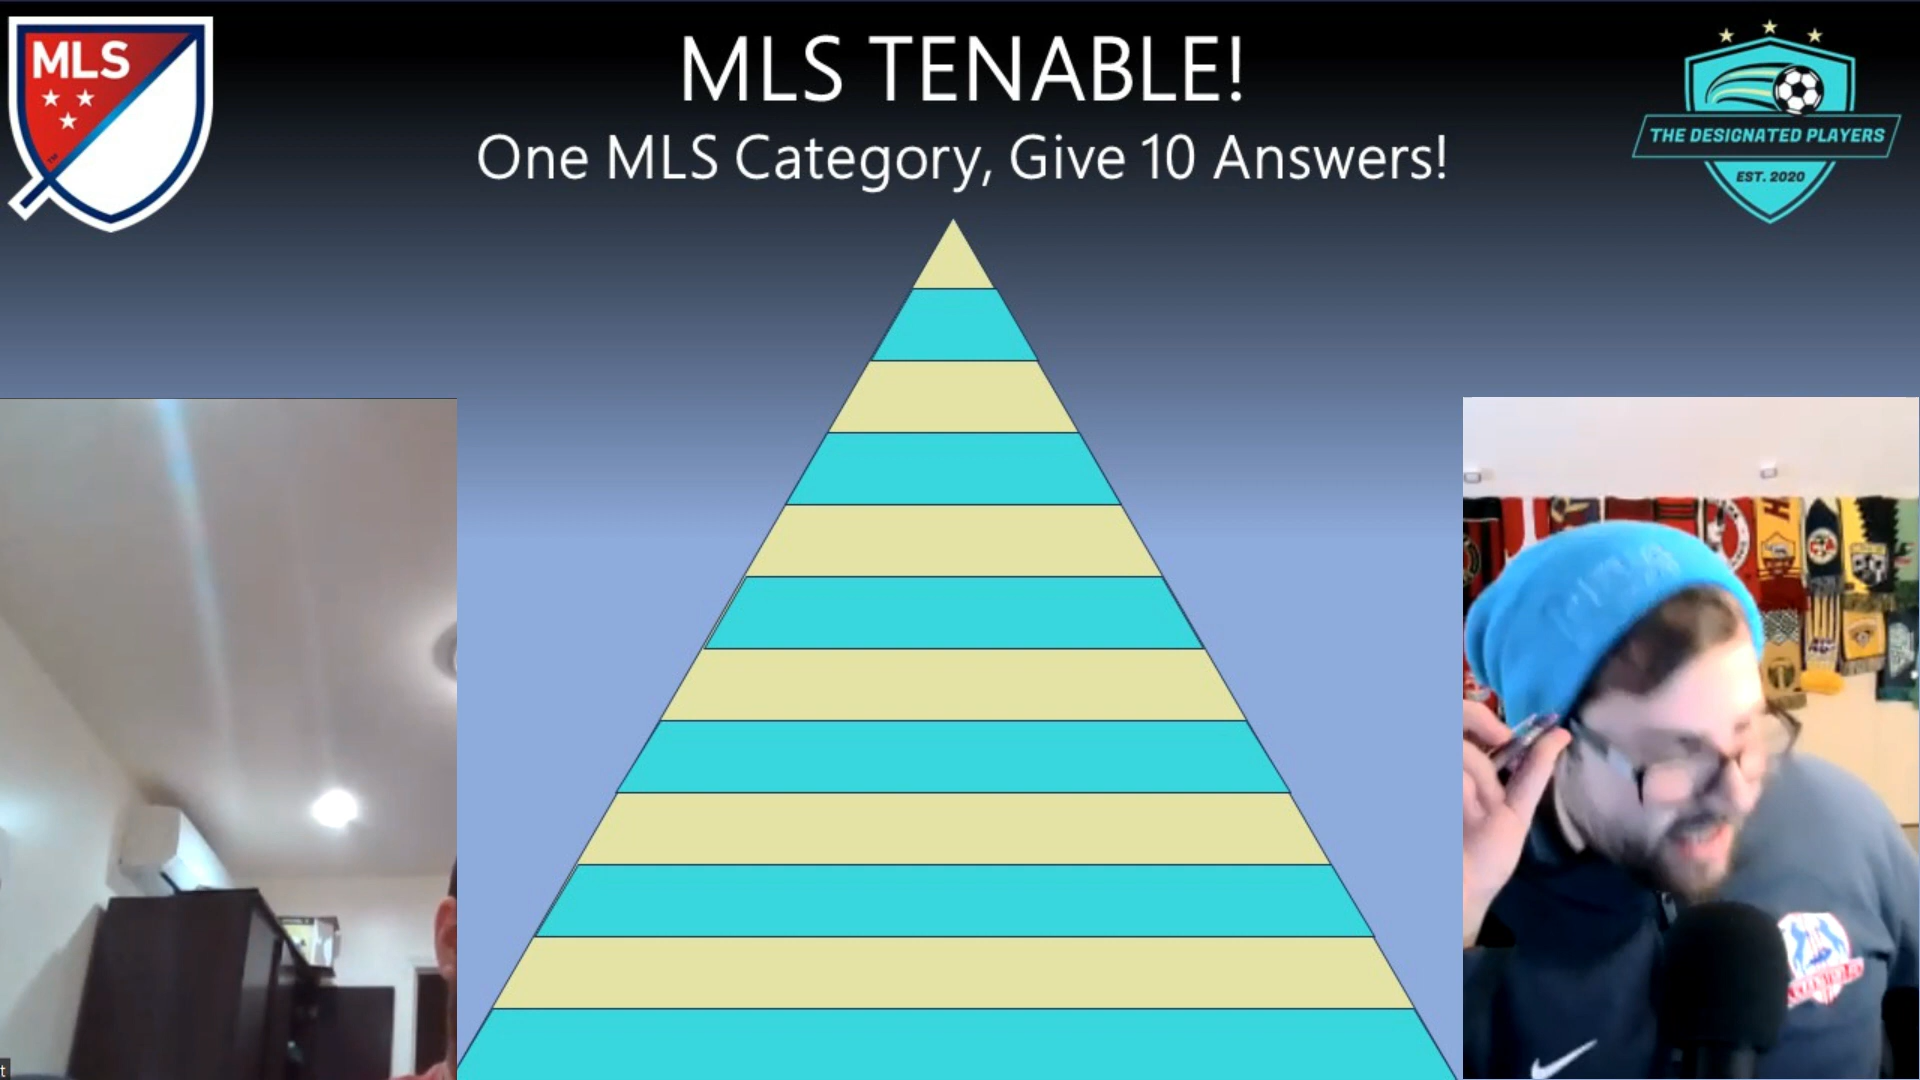 MLS
MLS TENABLE!
One MLS Category, Give 10 Answers!
THE DESIGNATED PLAYERS
EST. 2020